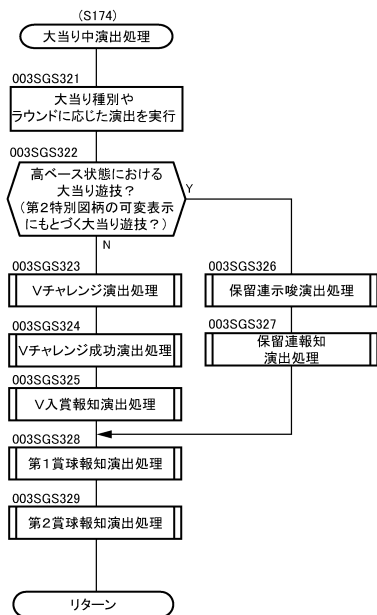 (S174)
大当り中演出処理
003SGS321
大当り種別や
ラウンドに応じた演出を実行
003SGS322
高ベース状態における
大当り遊技？
(第２特別図柄の可変表示
にもとづく大当り遊技？)
Y
N
003SGS323
Vチャレンジ演出処理
003SGS326
保留連示唆演出処理
003SGS324
Vチャレンジ成功演出処理
003SGS327
保留連報知
演出処理
003SGS325
V入賞報知演出処理
003SGS328
第１賞球報知演出処理
003SGS329
第２賞球報知演出処理
リターン